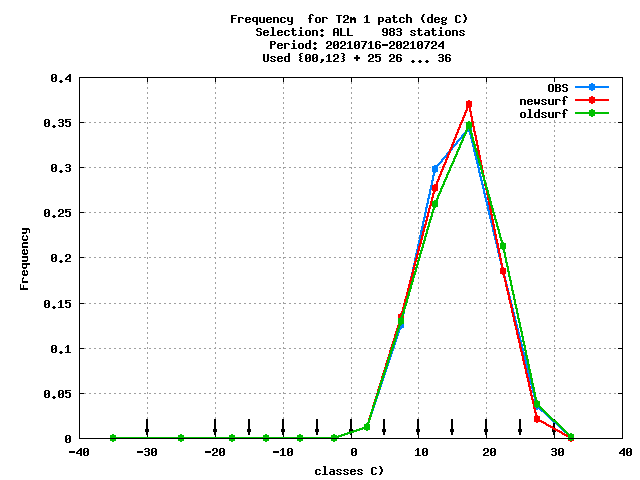 Frequency  for T2m 1 patch (deg C)
Selection: ALL    983 stations
Period: 20210716-20210724
Used {00,12} + 25 26 ... 36
OBS
newsurf
oldsurf
0.4
0.35
0.3
0.25
0.2
0.15
0.1
0.05
0
Frequency
-40 -30 -20 -10 0 10 20 30 40
classes C)